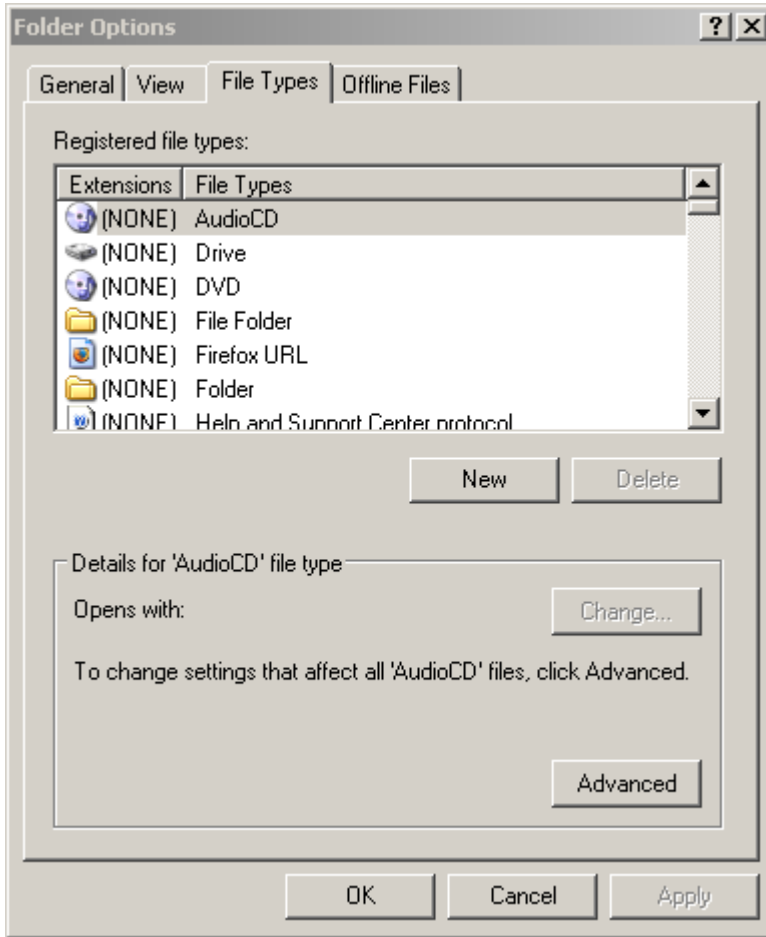 Folder Options
General View File Types Offline Files
Registered file types:
Extensions File Types
(NONE) AudioCD
(NONE) Drive
(NONE) DVD
(NONE) File Folder
(NONE) Firefox URL
(NONE) Folder
(NONE) Help and Support Center protocol
New Delete
Details for 'AudioCD' file type
Opens with: Change...
To change settings that affect all 'AudioCD' files, click Advanced.
Advanced
OK Cancel Apply